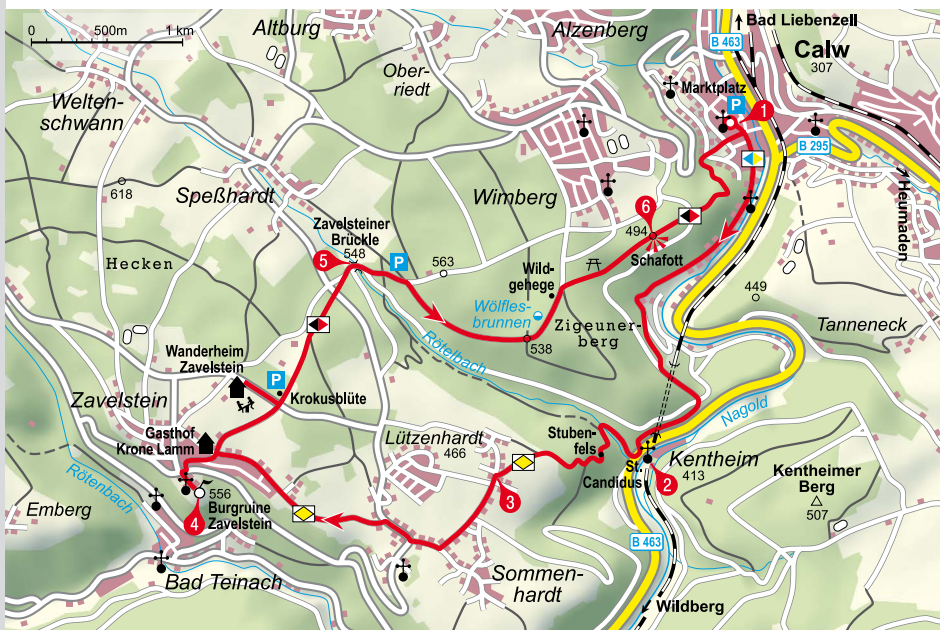 0 500m 1 km
Altburg
Alzenberg
Bad Liebenzell
B 463
Calw
307
Ober-
riedt
Marktplatz
P
1
Welten-
schwann
B 295
Heumaden
618
Speßhardt
Wimberg
6
494
Schafott
Zavelsteiner
Brückle
548
5
P
563
Hecken
Wild-
gehege
449
Wölfles-
brunnen
Zigeuner-
berg
538
Tanneck
Rötelbach
Wanderheim
Zavelstein
P
Krokusblüte
Zavelstein
Nagold
Gasthof
Krone Lamm
Lützenhardt
466
Stuben-
fels
St.
Candidus
Kentheim
413
2
Kentheimer
Berg
507
3
Rötenbach
556
Burgruine
Zavelstein
4
Emberg
B 463
Bad Teinach
Sommen-
hardt
Wildberg